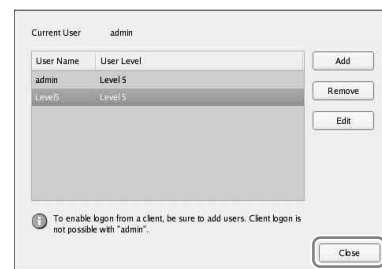 Current User admin
User Name User Level
Add
admin Level 5
Remove
Level5 Level 5
Edit
To enable logon from a client, be sure to add users. Client logon is
not possible with "admin".
Close